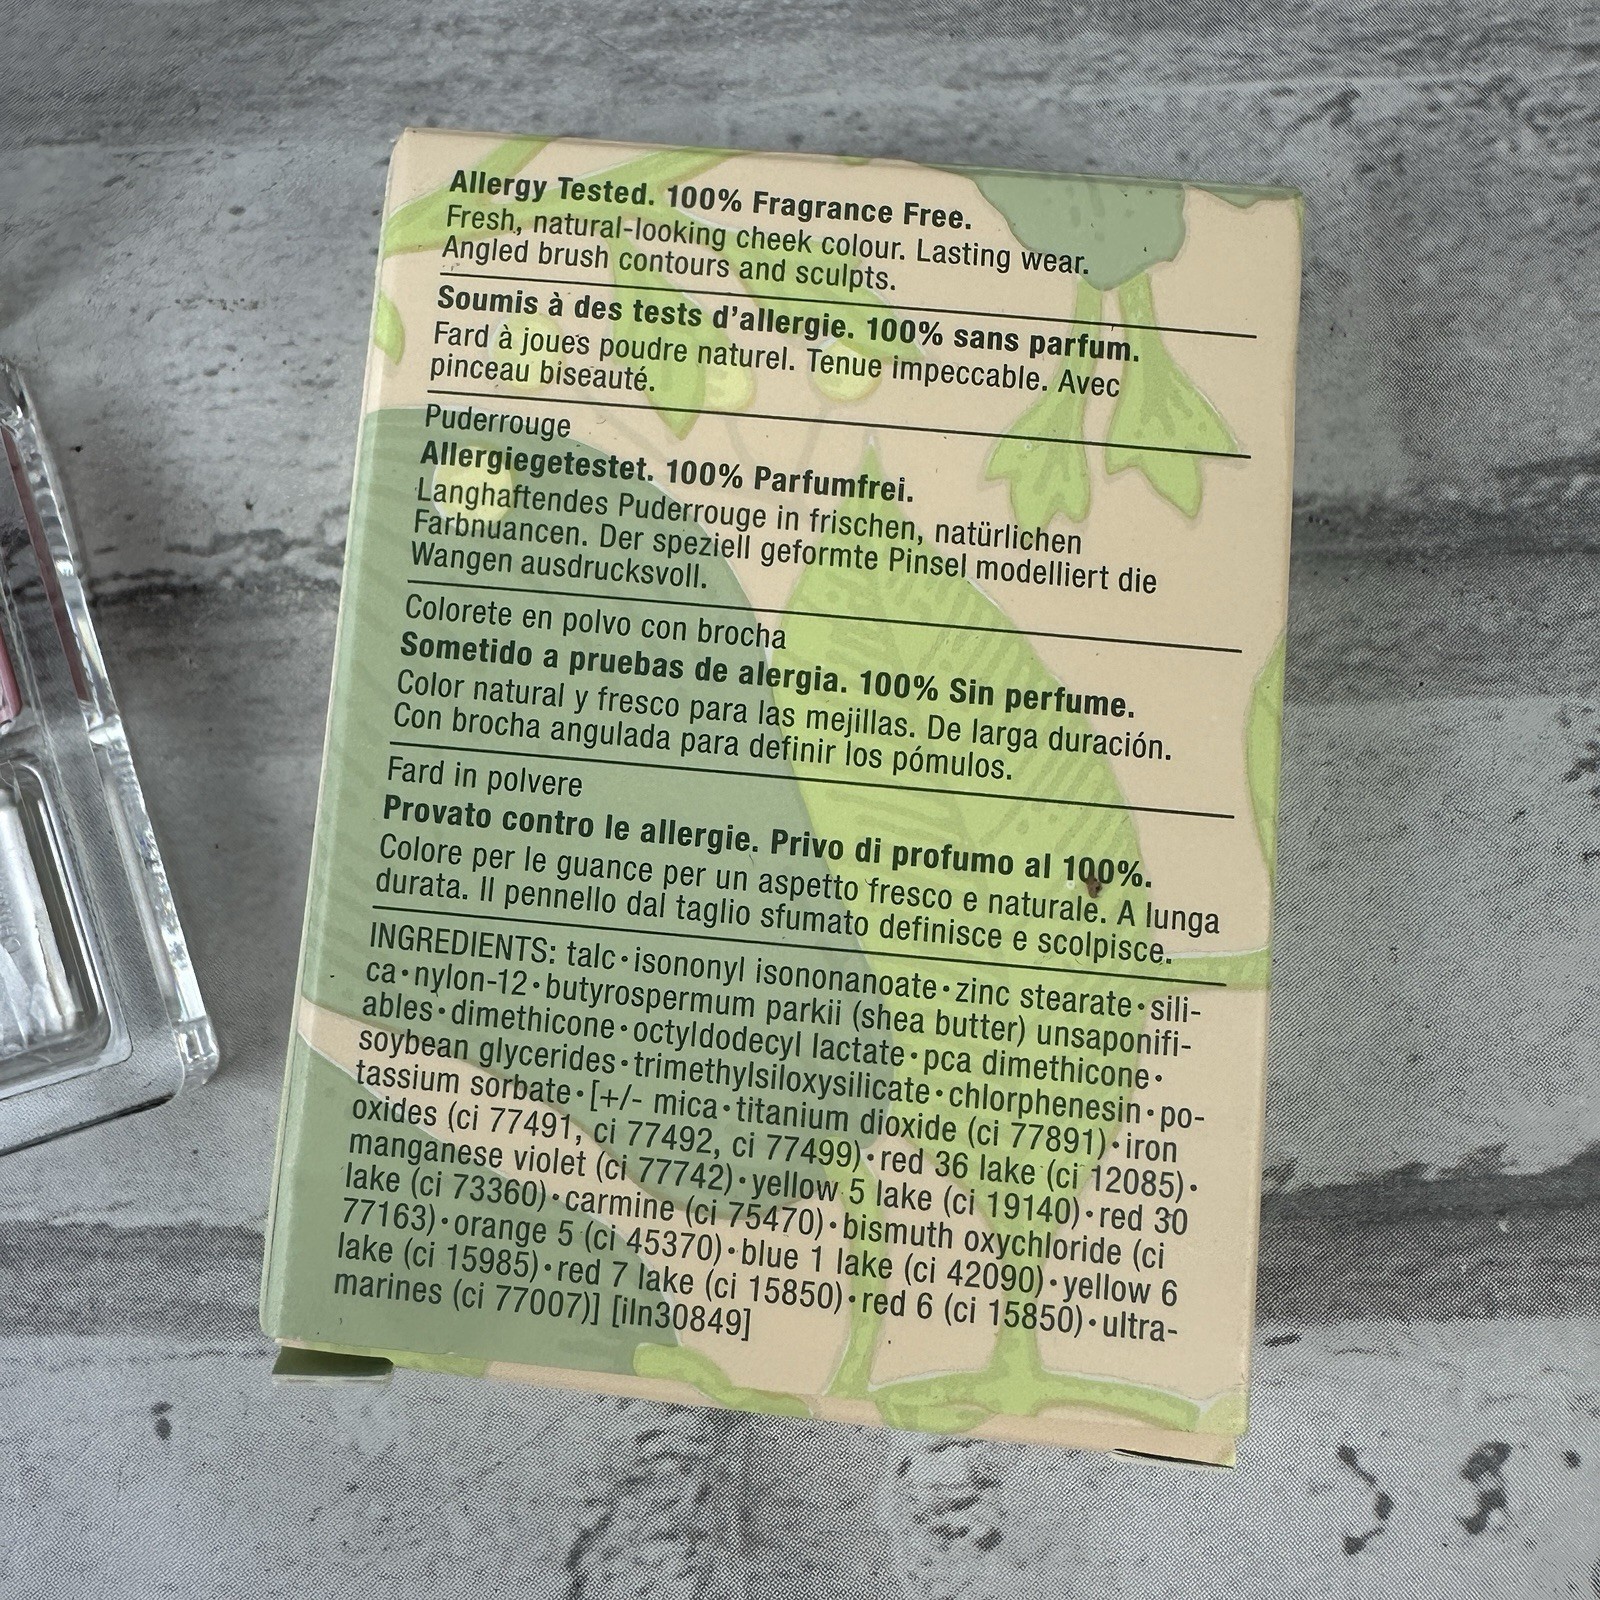 Allergy Tested. 100% Fragrance Free.
Fresh, natural-looking cheek colour. Lasting wear.
Angled brush contours and sculpts.
Soumis à des tests d'allergie. 100% sans parfum.
Fard à joues poudre naturel. Tenue impeccable. Avec
pinceau biseauté.
Puderrouge
Allergiegetestet. 100% Parfumfrei.
Langhaftendes Puderrouge in frischen, natürlichen
Farbnuancen. Der speziell geformte Pinsel modelliert die
Wangen ausdrucksvoll.
Colorete en polvo con brocha
Sometido a pruebas de alergia. 100% Sin perfume.
Color natural y fresco para las mejillas. De larga duración.
Con brocha angulada para definir los pómulos.
Fard in polvere
Provato contro le allergie. Privo di profumo al 100%.
Colore per le guance per un aspetto fresco e naturale. A lunga
durata. Il pennello dal taglio sfumato definisce e scolpisce.
INGREDIENTS: talc•isononyl isononanoate•zinc stearate•sili-
ca•nylon-12•butyrospermum parkii (shea butter) unsaponifi-
ables•dimethicone•octyldodecyl lactate•pca dimethicone•
soybean glycerides•trimethylsiloxysilicate•chlorphenesin•po-
tassium sorbate•[+/- mica•titanium dioxide (ci 77891)•iron
oxides (ci 77491, ci 77492, ci 77499)•red 36 lake (ci 12085)•
manganese violet (ci 77742)•yellow 5 lake (ci 19140)•red 30
lake (ci 73360)•carmine (ci 75470)•bismuth oxychloride (ci
77163)•orange 5 (ci 45370)•blue 1 lake (ci 42090)•yellow 6
lake (ci 15985)•red 7 lake (ci 15850)•red 6 (ci 15850)•ultra-
marines (ci 77007)] [iln30849]